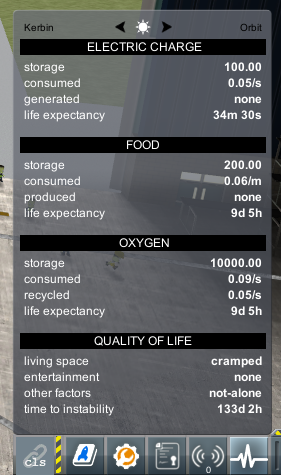 Kerbin Orbit
ELECTRIC CHARGE
storage 100.00
consumed 0.05/s
generated none
life expectancy 34m 30s
FOOD
storage 200.00
consumed 0.06/m
produced none
life expectancy 9d 5h
OXYGEN
storage 10000.00
consumed 0.09/s
recycled 0.05/s
life expectancy 9d 5h
QUALITY OF LIFE
living space cramped
entertainment none
other factors not-alone
time to instability 133d 2h
cls 0